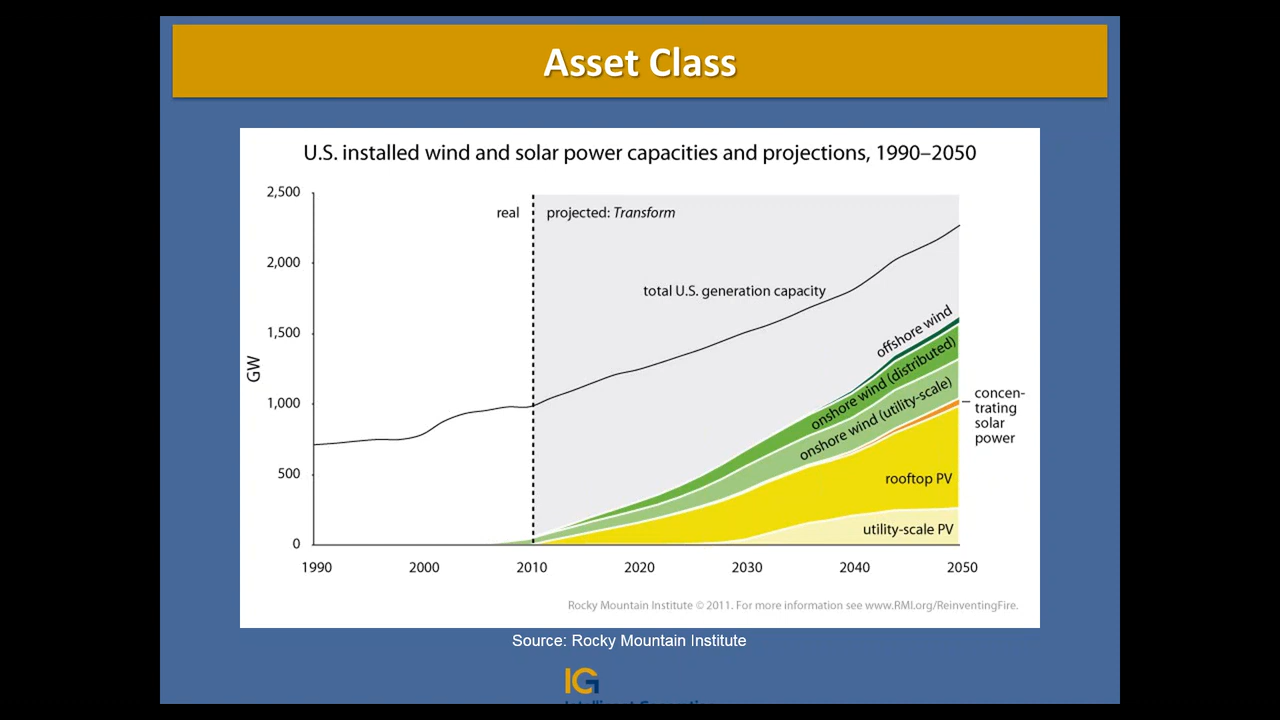 Asset Class
U.S. installed wind and solar power capacities and projections, 1990–2050
2,500
2,000
1,500
1,000
500
0
GW
real
projected: Transform
total U.S. generation capacity
offshore wind
onshore wind (distributed)
onshore wind (utility-scale)
concen-
trating
solar
power
rooftop PV
utility-scale PV
1990 2000 2010 2020 2030 2040 2050
Rocky Mountain Institute © 2011. For more information see www.RMI.org/ReinventingFire.
Source: Rocky Mountain Institute
IG